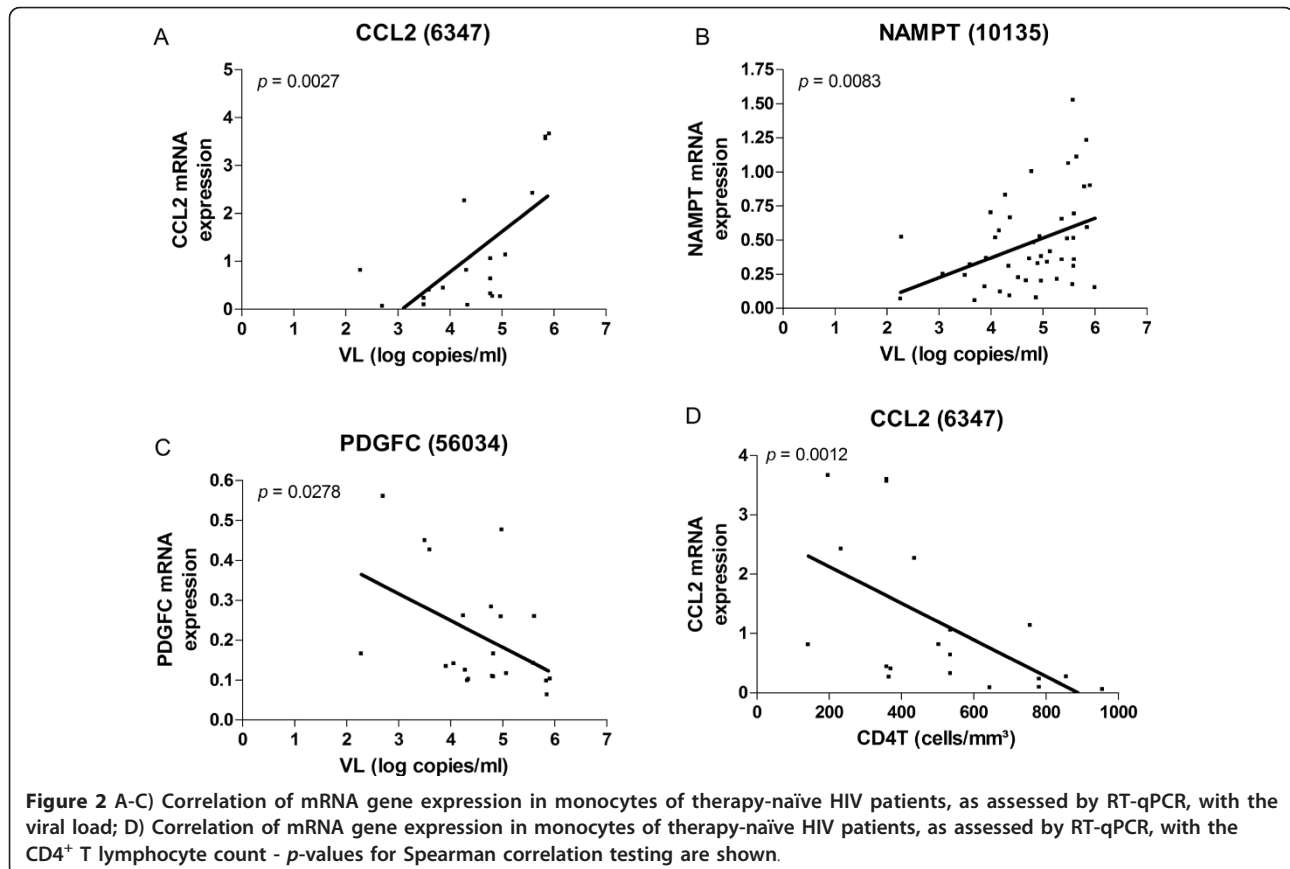 A
CCL2 (6347)
p = 0.0027
CCL2 mRNA
expression
5
4
3
2
1
0
0 1 2 3 4 5 6 7
VL (log copies/ml)
B
NAMPT (10135)
p = 0.0083
NAMPT mRNA
expression
1.75
1.50
1.25
1.00
0.75
0.50
0.25
0.00
0 1 2 3 4 5 6 7
VL (log copies/ml)
C
PDGFC (56034)
p = 0.0278
PDGFC mRNA
expression
0.6
0.5
0.4
0.3
0.2
0.1
0.0
0 1 2 3 4 5 6 7
VL (log copies/ml)
D
CCL2 (6347)
p = 0.0012
CCL2 mRNA
expression
4
3
2
1
0
0 200 400 600 800 1000
CD4T (cells/mm³)
Figure 2 A-C) Correlation of mRNA gene expression in monocytes of therapy-naïve HIV patients, as assessed by RT-qPCR, with the
viral load; D) Correlation of mRNA gene expression in monocytes of therapy-naïve HIV patients, as assessed by RT-qPCR, with the
CD4⁺ T lymphocyte count - p-values for Spearman correlation testing are shown.